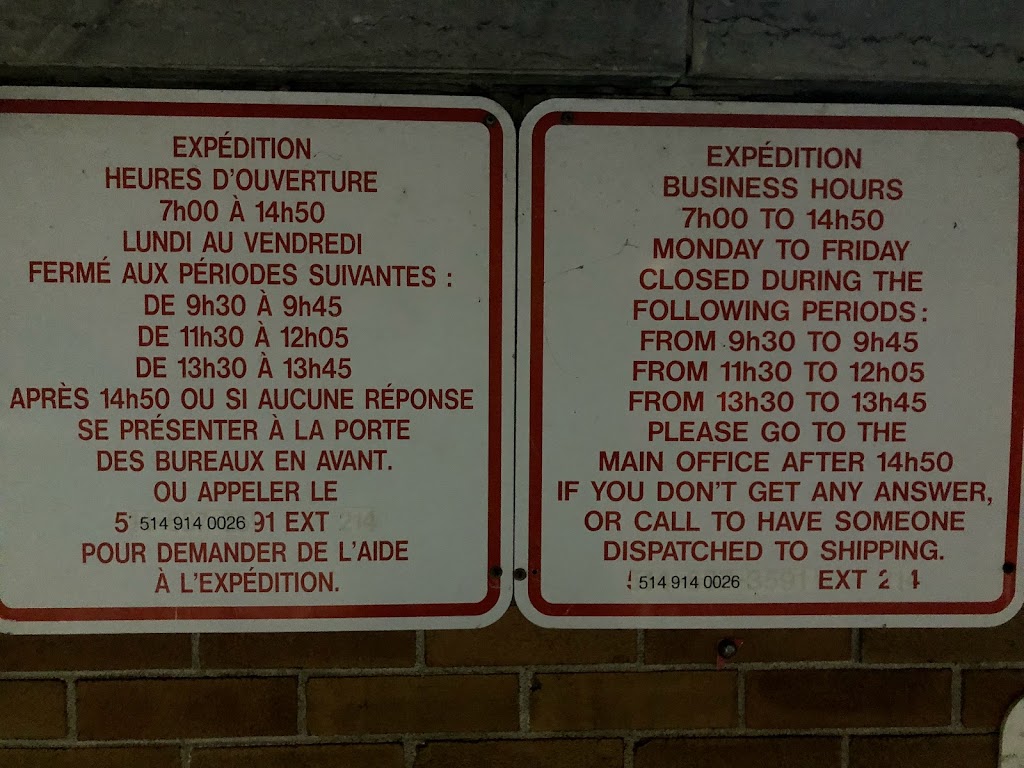 EXPÉDITION
HEURES D'OUVERTURE
7h00 À 14h50
LUNDI AU VENDREDI
FERMÉ AUX PÉRIODES SUIVANTES :
DE 9h30 À 9h45
DE 11h30 À 12h05
DE 13h30 À 13h45
APRÈS 14h50 OU SI AUCUNE RÉPONSE
SE PRÉSENTER À LA PORTE
DES BUREAUX EN AVANT.
OU APPELER LE
514 914 0026 91 EXT 214
POUR DEMANDER DE L'AIDE
À L'EXPÉDITION.
EXPÉDITION
BUSINESS HOURS
7h00 TO 14h50
MONDAY TO FRIDAY
CLOSED DURING THE
FOLLOWING PERIODS :
FROM 9h30 TO 9h45
FROM 11h30 TO 12h05
FROM 13h30 TO 13h45
PLEASE GO TO THE
MAIN OFFICE AFTER 14h50
IF YOU DON'T GET ANY ANSWER,
OR CALL TO HAVE SOMEONE
DISPATCHED TO SHIPPING.
514 914 0026 3591 EXT 214